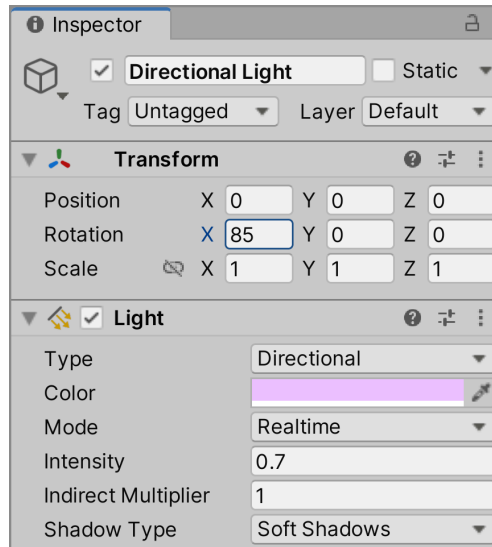 Inspector
Directional Light Static
Tag Untagged Layer Default
Transform
Position X 0 Y 0 Z 0
Rotation X 85 Y 0 Z 0
Scale X 1 Y 1 Z 1
Light
Type Directional
Color
Mode Realtime
Intensity 0.7
Indirect Multiplier 1
Shadow Type Soft Shadows